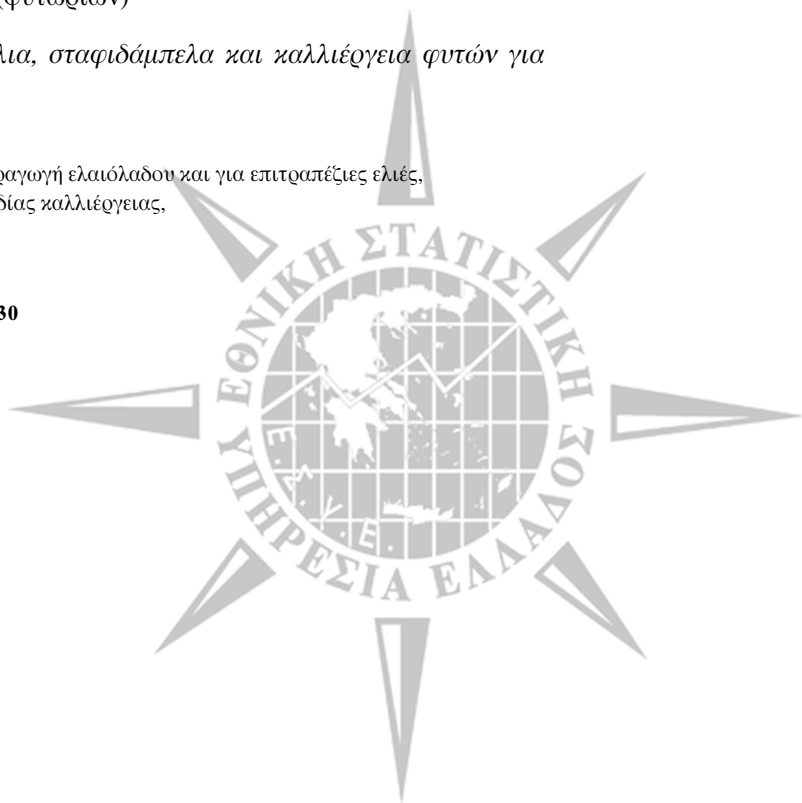 (φυτωρίων)
λια, σταφιδάμπελα και καλλιέργεια φυτών για
ραγωγή ελαιόλαδου και για επιτραπέζιες ελιές,
δίας καλλιέργειας,
30
ΕΘΝΙΚΗ ΣΤΑΤΙΣΤΙΚΗ
ΥΠΗΡΕΣΙΑ ΕΛΛΑΔΟΣ
Ε.Σ.Υ.Ε.